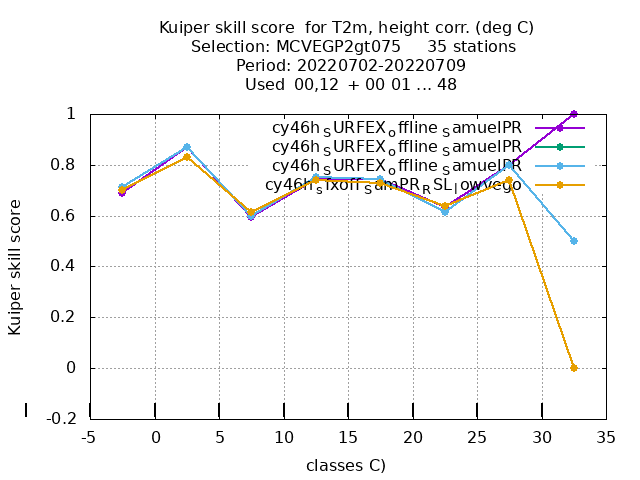 Kuiper skill score for T2m, height corr. (deg C)
Selection: MCVEGP2gt075 35 stations
Period: 20220702-20220709
Used 00,12 + 00 01 ... 48
cy46h_SURFEX_offline_SamuelPR
cy46h_SURFEX_offline_SamuelPR
cy46h_SURFEX_offline_SamuelPR
1
0.8
0.6
0.4
0.2
0
-0.2
Kuiper skill score
-5 0 5 10 15 20 25 30 35
classes C)